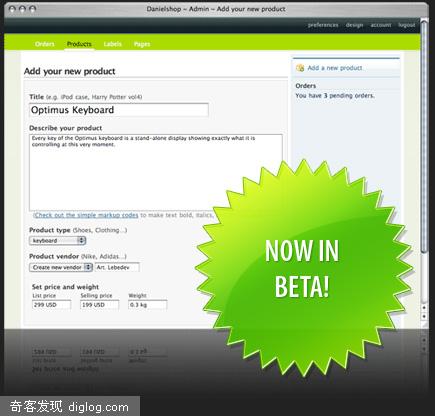 Danielshop ~ Admin ~ Add your new product
preferences design account logout
Orders Products Labels Pages
Add your new product
Add a new product
Orders
You have 3 pending orders.
Title (e.g. iPod case, Harry Potter vol4)
Optimus Keyboard
Describe your product
Every key of the Optimus keyboard is a stand-alone display showing exactly what it is
controlling at this very moment.
(Check out the simple markup codes to make text bold, italics,
Product type (Shoes, Clothing...)
keyboard
Product vendor (Nike, Adidas...)
Create new vendor Art. Lebedev
Set price and weight
List price Selling price Weight
299 USD 199 USD 0.3 kg
NOW IN
BETA!
奇客发现 diglog.com